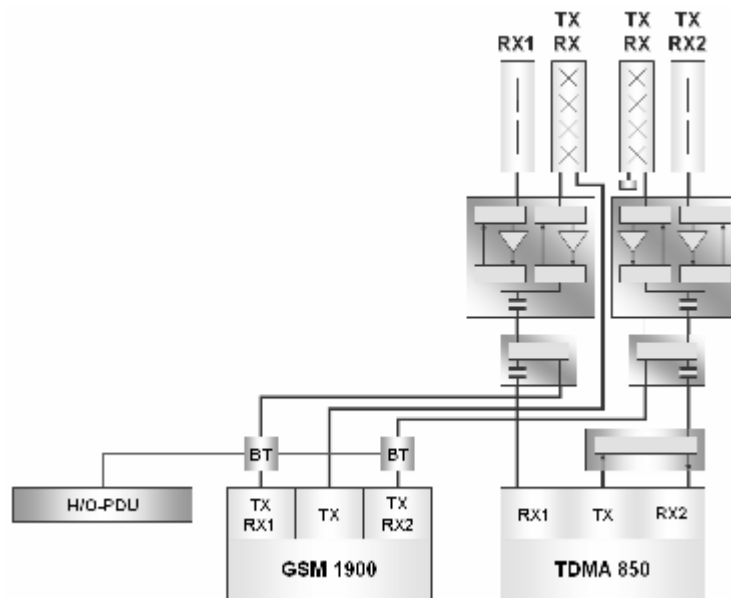 TX TX TX
RX1 RX RX RX2
BT BT
H/O-PDU
TX TX TX
RX1 RX2
RX1 TX RX2
GSM 1900 TDMA 850